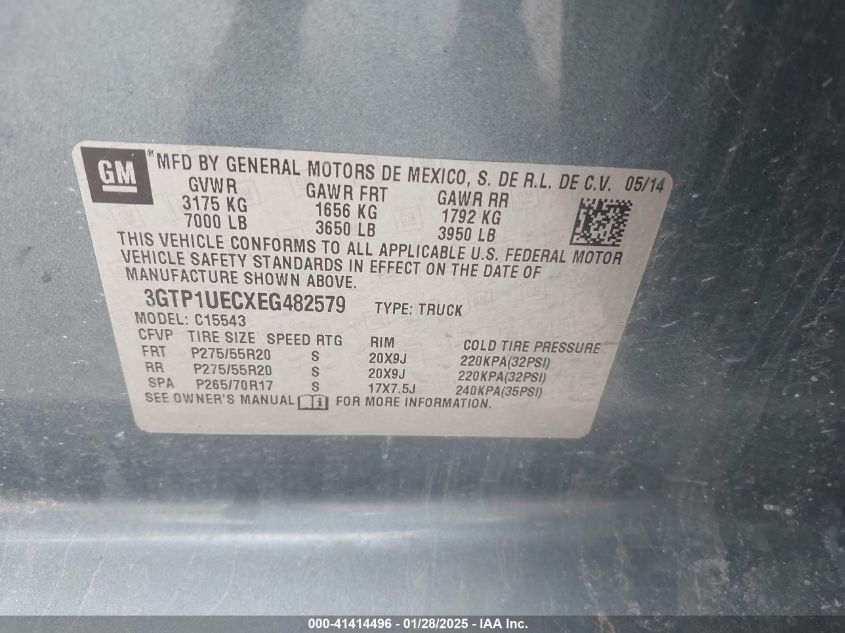 GM ® MFD BY GENERAL MOTORS DE MEXICO, S. DE R.L. DE C.V. 05/14
GVWR GAWR FRT GAWR RR
3175 KG 1656 KG 1792 KG
7000 LB 3650 LB 3950 LB
THIS VEHICLE CONFORMS TO ALL APPLICABLE U.S. FEDERAL MOTOR
VEHICLE SAFETY STANDARDS IN EFFECT ON THE DATE OF
MANUFACTURE SHOWN ABOVE.
3GTP1UECXEG482579 TYPE: TRUCK
MODEL: C15543
CFVP TIRE SIZE SPEED RTG RIM COLD TIRE PRESSURE
FRT P275/55R20 S 20X9J 220KPA(32PSI)
RR P275/55R20 S 20X9J 220KPA(32PSI)
SPA P265/70R17 S 17X7.5J 240KPA(35PSI)
SEE OWNER'S MANUAL FOR MORE INFORMATION.
000-41414496 - 01/28/2025 - IAA Inc.